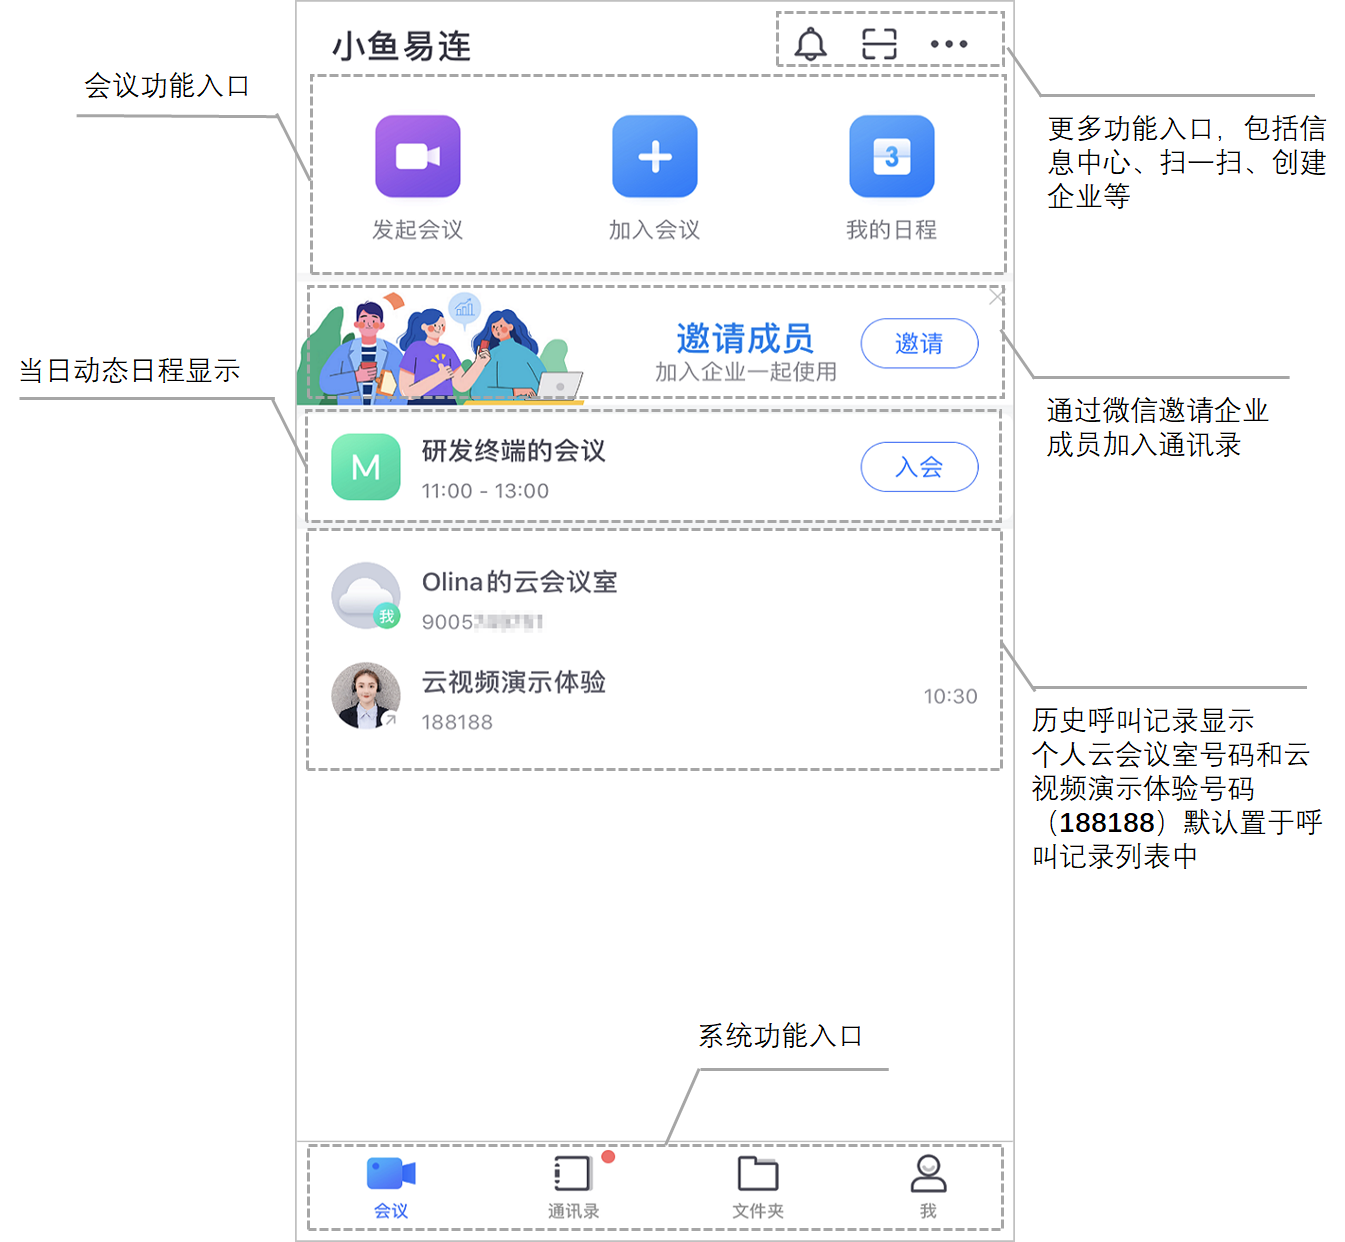 小鱼易连
会议功能入口
更多功能入口，包括信
息中心、扫一扫、创建
企业等
3
发起会议
加入会议
我的日程
邀请成员
加入企业一起使用
邀请
当日动态日程显示
通过微信邀请企业
成员加入通讯录
M
研发终端的会议
11:00 - 13:00
入会
Olina的云会议室
我
9005
云视频演示体验
188188
10:30
历史呼叫记录显示
个人云会议室号码和云
视频演示体验号码
（188188）默认置于呼
叫记录列表中
系统功能入口
会议
通讯录
文件夹
我